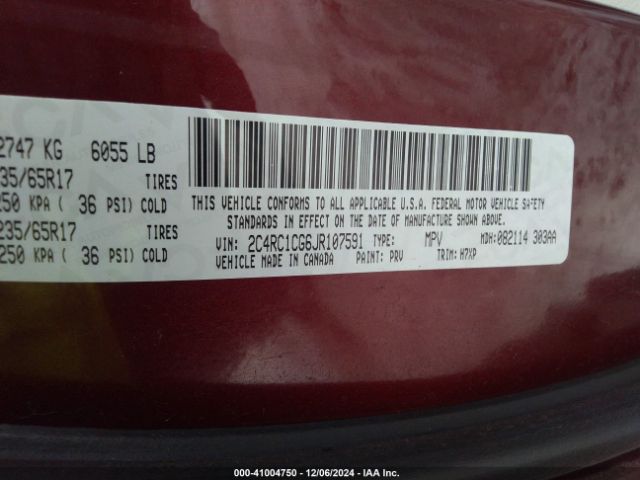 2747 KG 6055 LB
35/65R17 TIRES
250 KPA ( 36 PSI) COLD
235/65R17 TIRES
250 KPA ( 36 PSI) COLD
THIS VEHICLE CONFORMS TO ALL APPLICABLE U.S.A. FEDERAL MOTOR VEHICLE SAFETY
STANDARDS IN EFFECT ON THE DATE OF MANUFACTURE SHOWN ABOVE.
VIN: 2C4RC1CG6JR107591 TYPE: MPV MDH: 082114 303AA
VEHICLE MADE IN CANADA PAINT: PRV TRIM: H7XP
000-41004750 - 12/06/2024 - IAA Inc.